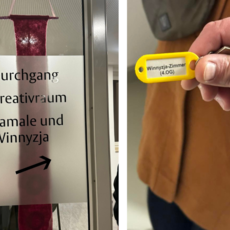 urchgang
reativraum
amale und
Winnyzja
Winnyzja-Zimmer
(4.OG)